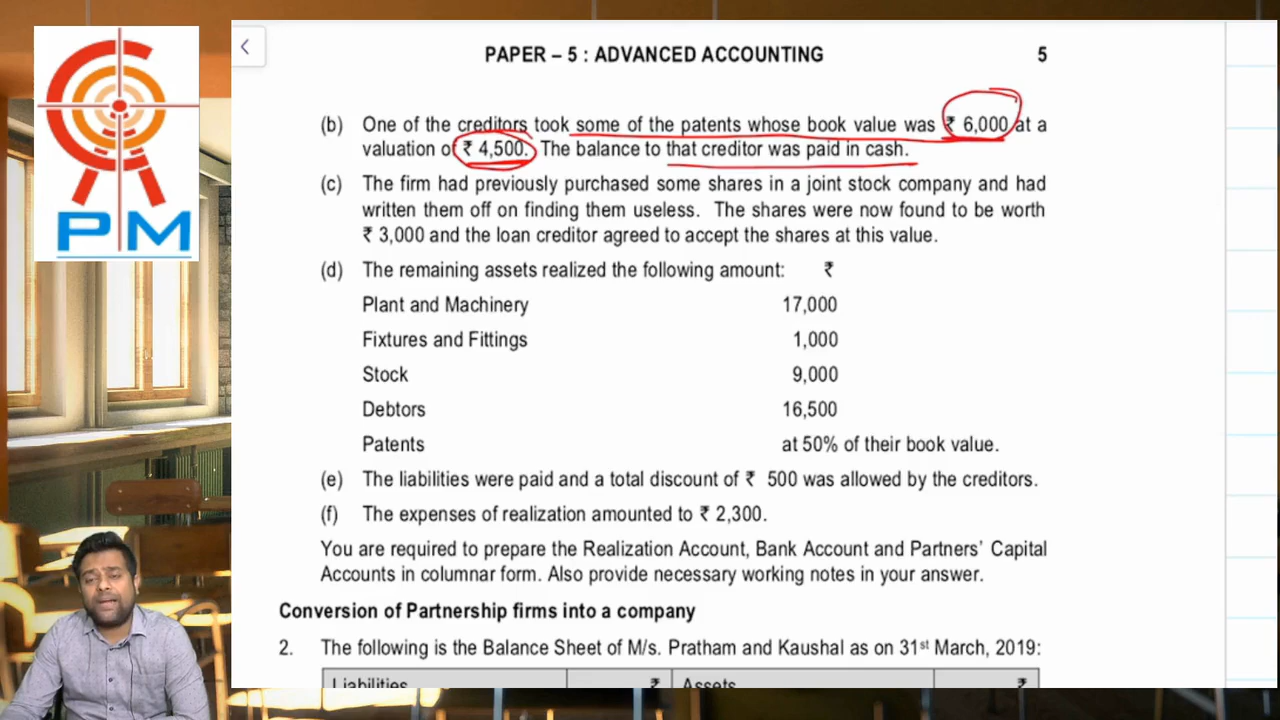 PM
PAPER – 5 : ADVANCED ACCOUNTING 5
(b) One of the creditors took some of the patents whose book value was ₹ 6,000 at a
valuation of ₹ 4,500. The balance to that creditor was paid in cash.
(c) The firm had previously purchased some shares in a joint stock company and had
written them off on finding them useless. The shares were now found to be worth
₹ 3,000 and the loan creditor agreed to accept the shares at this value.
(d) The remaining assets realized the following amount: ₹
Plant and Machinery 17,000
Fixtures and Fittings 1,000
Stock 9,000
Debtors 16,500
Patents at 50% of their book value.
(e) The liabilities were paid and a total discount of ₹ 500 was allowed by the creditors.
(f) The expenses of realization amounted to ₹ 2,300.
You are required to prepare the Realization Account, Bank Account and Partners' Capital
Accounts in columnar form. Also provide necessary working notes in your answer.
Conversion of Partnership firms into a company
2. The following is the Balance Sheet of M/s. Pratham and Kaushal as on 31st March, 2019:
Liabilities ₹ Assets ₹